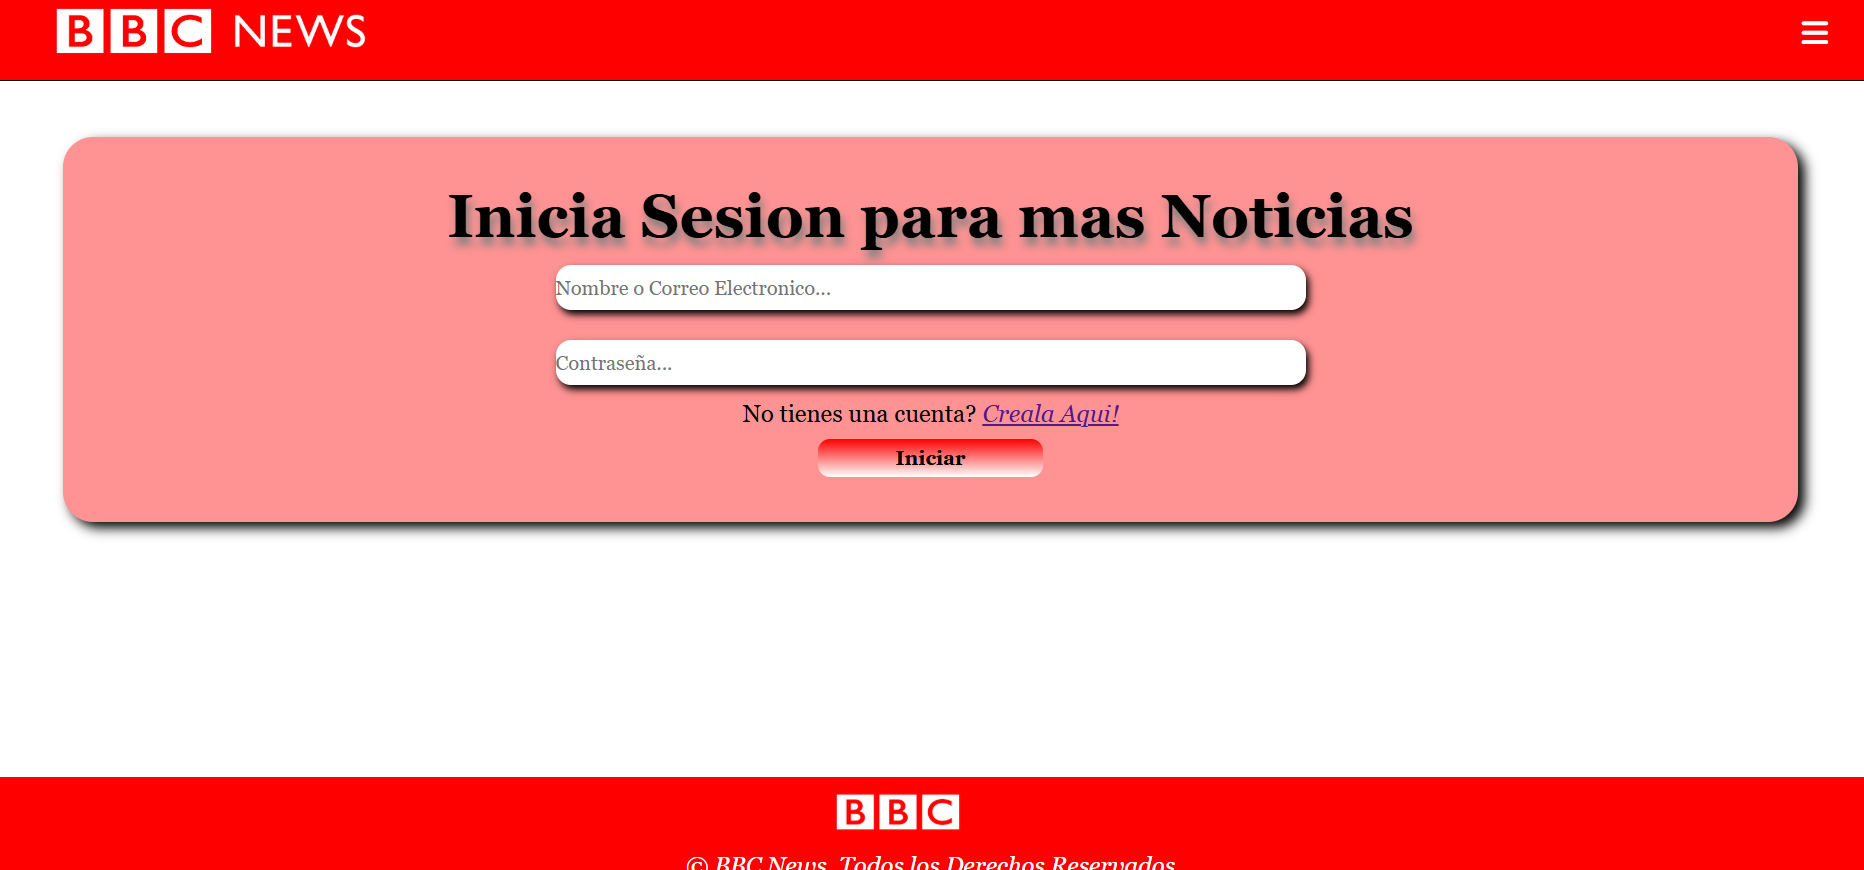 BBC NEWS
Inicia Sesion para mas Noticias
Nombre o Correo Electronico...
Contraseña...
No tienes una cuenta? Creala Aqui!
Iniciar
BBC
© BBC News. Todos los Derechos Reservados